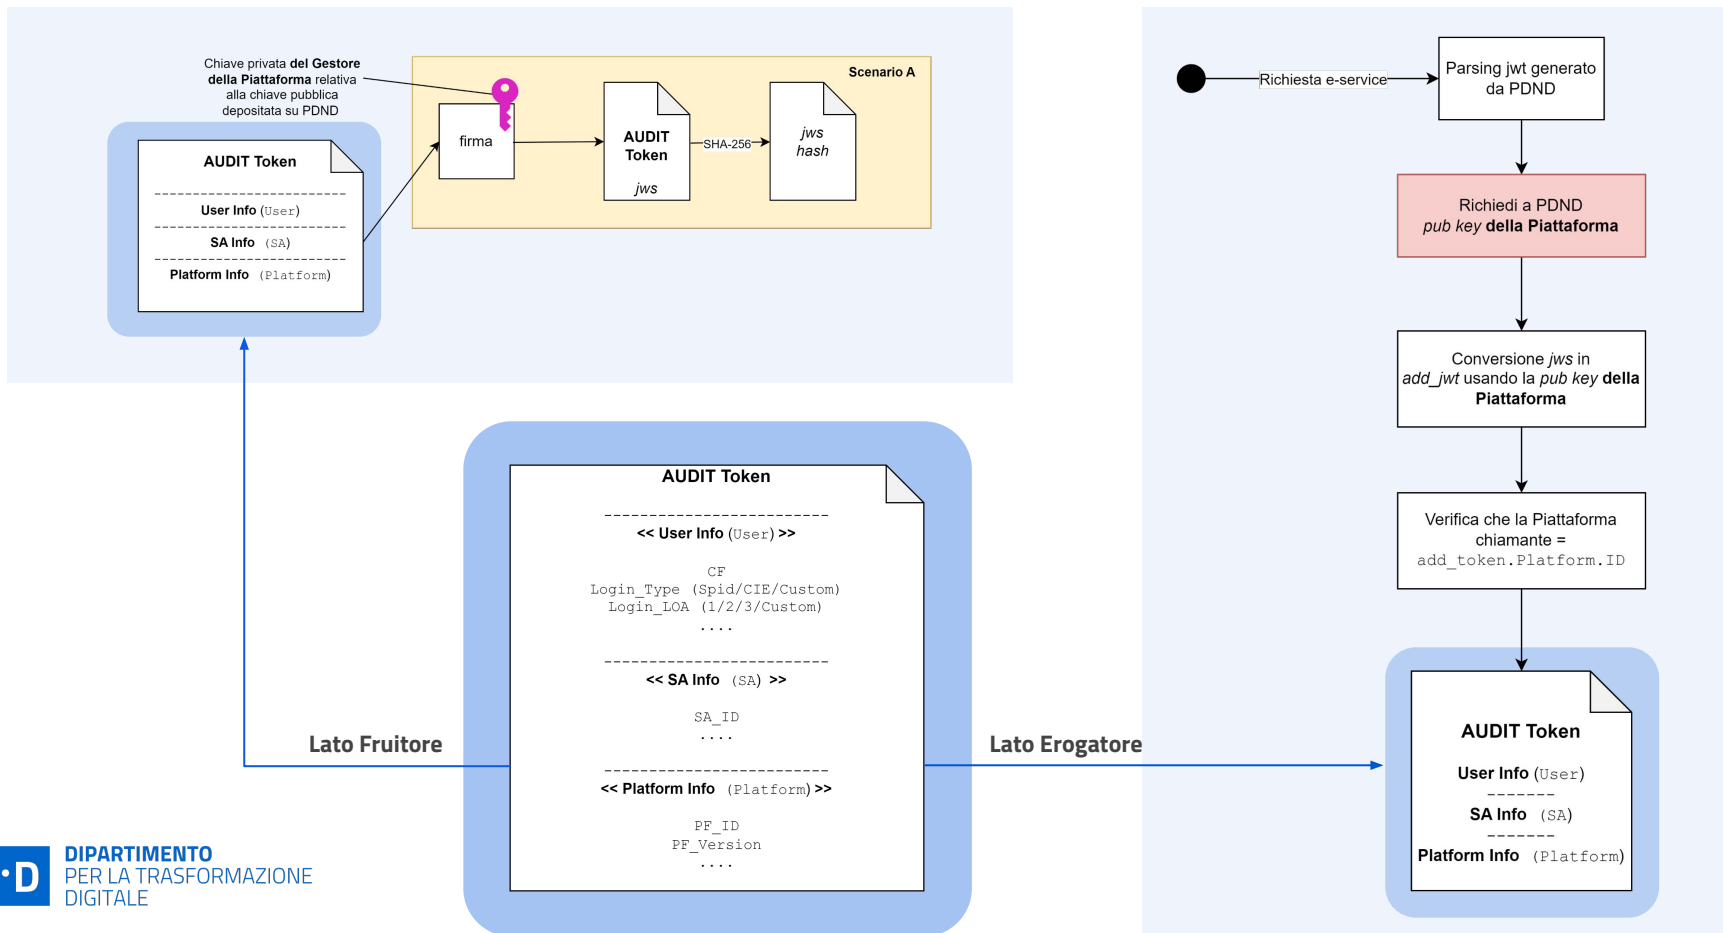 Chiave privata del Gestore
della Piattaforma relativa
alla chiave pubblica
depositata su PDND
Scenario A
firma
AUDIT
Token
jws
SHA-256
jws
hash
AUDIT Token
-----------------------
User Info (User)
-----------------------
SA Info (SA)
-----------------------
Platform Info (Platform)
AUDIT Token
-------------------------
<< User Info (User) >>
CF
Login_Type (Spid/CIE/Custom)
Login_LOA (1/2/3/Custom)
....
-------------------------
<< SA Info (SA) >>
SA_ID
....
-------------------------
<< Platform Info (Platform) >>
PF_ID
PF_Version
....
Lato Fruitore
Lato Erogatore
Richiesta e-service
Parsing jwt generato
da PDND
Richiedi a PDND
pub key della Piattaforma
Conversione jws in
add_jwt usando la pub key della
Piattaforma
Verifica che la Piattaforma
chiamante =
add_token.Platform.ID
AUDIT Token
User Info (User)
-------
SA Info (SA)
-------
Platform Info (Platform)
·D
DIPARTIMENTO
PER LA TRASFORMAZIONE
DIGITALE